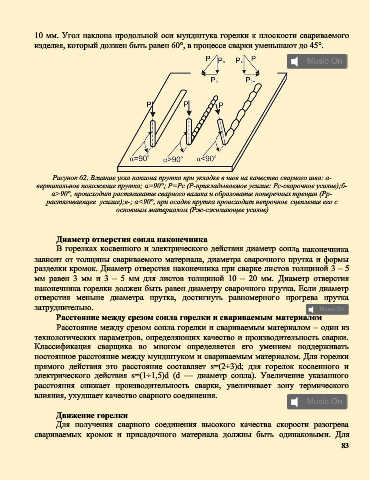 10 мм. Угол наклона продольной оси мундштука горелки к плоскости свариваемого
изделия, который должен быть равен 60°, в процессе сварки уменьшают до 45°.
Music On
P
P
P
P
P
P
P
P
α=90°
α>90°
α<90°
Рисунок 62. Влияние угла наклона прутка при укладке в шов на качество сварного шва: а-
вертикальное положение прутка; α=90°; P=Pс (P-прикладываемое усилие: Pс-сварочное усилие);б-
α>90°, происходит растягивание сварного валика и образование поперечных трещин (Pр-
растягивающее усилие);в-; α<90°, при осадке прутка происходит непрочное сцепление его с
основным материалом (Pсж-сжимающее усилие)
Диаметр отверстия сопла наконечника
В горелках косвенного и электрического действия диаметр сопла наконечника
зависит от толщины свариваемого материала, диаметра сварочного прутка и формы
разделки кромок. Диаметр отверстия наконечника при сварке листов толщиной 3 – 5
мм равен 3 мм и 3 – 5 мм для листов толщиной 10 – 20 мм. Диаметр отверстия
наконечника горелки должен быть равен диаметру сварочного прутка. Если диаметр
отверстия меньше диаметра прутка, достигнуть равномерного прогрева прутка
затруднительно.
Music On
Расстояние между срезом сопла горелки и свариваемым материалом
Расстояние между срезом сопла горелки и свариваемым материалом – один из
технологических параметров, определяющих качество и производительность сварки.
Классификация сварщика во многом определяется его умением поддерживать
постоянное расстояние между мундштуком и свариваемым материалом. Для горелки
прямого действия это расстояние составляет s=(2÷3)d; для горелок косвенного и
электрического действия s=(1÷1,5)d (d — диаметр сопла). Увеличение указанного
расстояния снижает производительность сварки, увеличивает зону термического
влияния, ухудшает качество сварного соединения.
Music On
Движение горелки
Для получения сварного соединения высокого качества скорости разогрева
свариваемых кромок и присадочного материала должны быть одинаковыми. Для
83